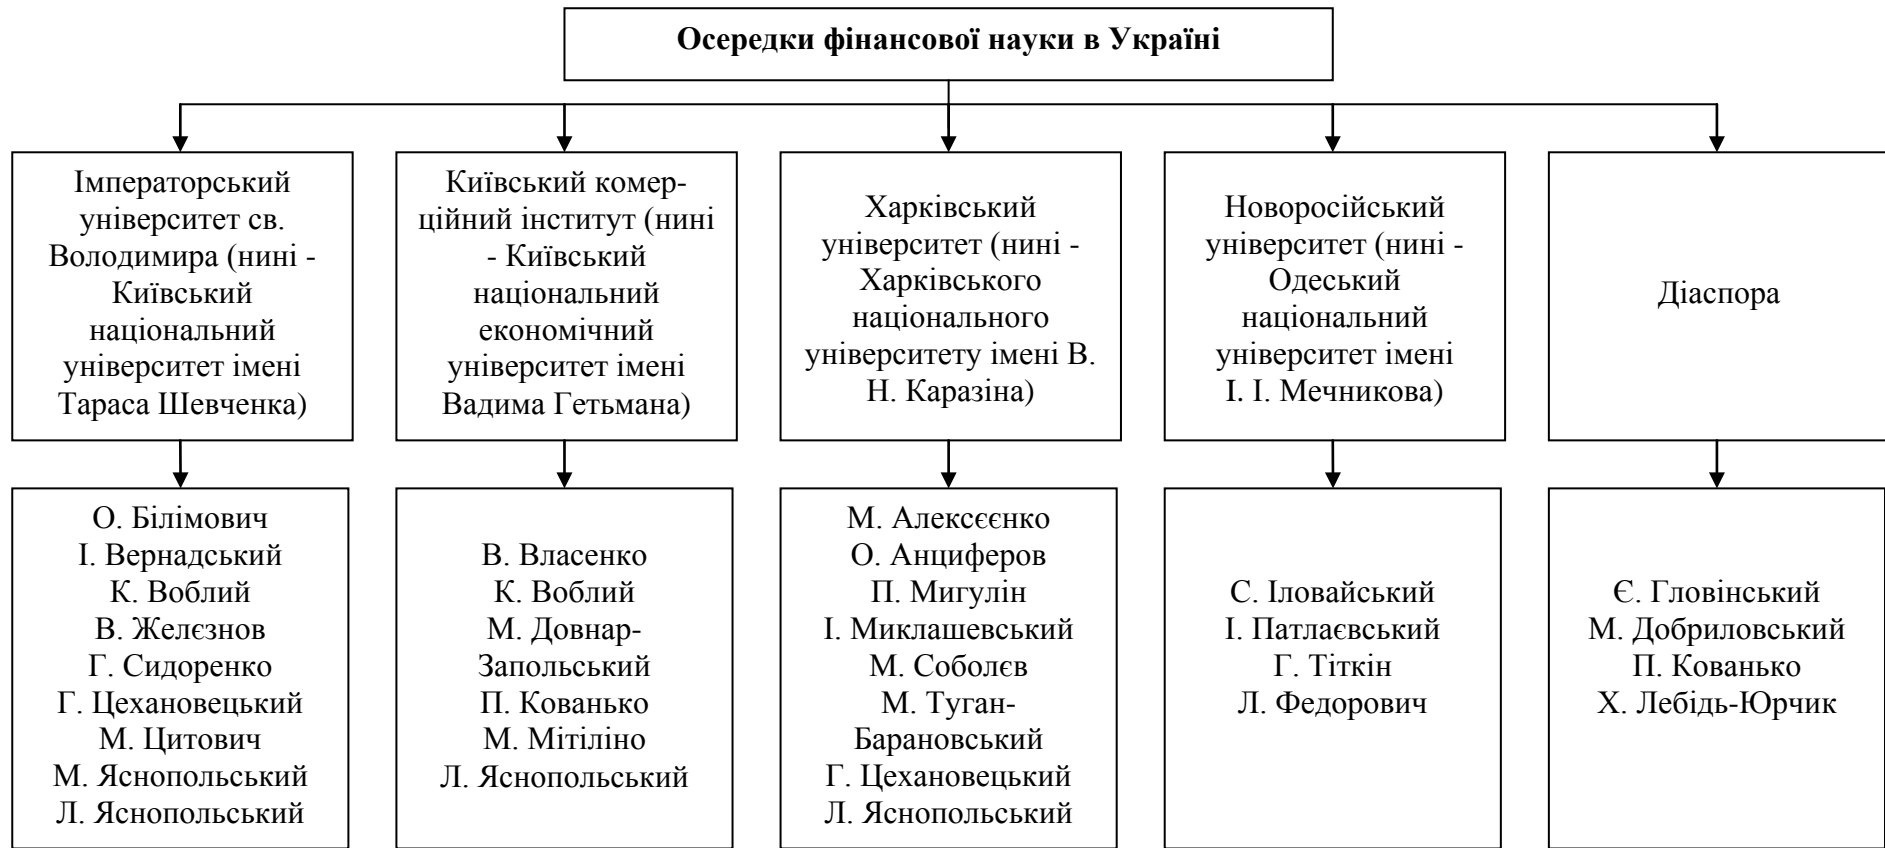 Осередки фінансової науки в Україні
Імператорський
університет св.
Володимира (нині -
Київський
національний
університет імені
Тараса Шевченка)
Київський комер-
ційний інститут (нині
- Київський
національний
економічний
університет імені
Вадима Гетьмана)
Харківський
університет (нині -
Харківського
національного
університету імені В.
Н. Каразіна)
Новоросійський
університет (нині -
Одеський
національний
університет імені
І. І. Мечникова)
Діаспора
О. Білімович
І. Вернадський
К. Воблий
В. Желєзнов
Г. Сидоренко
Г. Цехановецький
М. Цитович
М. Яснопольський
Л. Яснопольський
В. Власенко
К. Воблий
М. Довнар-
Запольський
П. Кованько
М. Мітіліно
Л. Яснопольський
М. Алексєєнко
О. Анциферов
П. Мигулін
І. Миклашевський
М. Соболєв
М. Туган-
Барановський
Г. Цехановецький
Л. Яснопольський
С. Іловайський
І. Патлаєвський
Г. Тіткін
Л. Федорович
Є. Гловінський
М. Добриловський
П. Кованько
Х. Лебідь-Юрчик